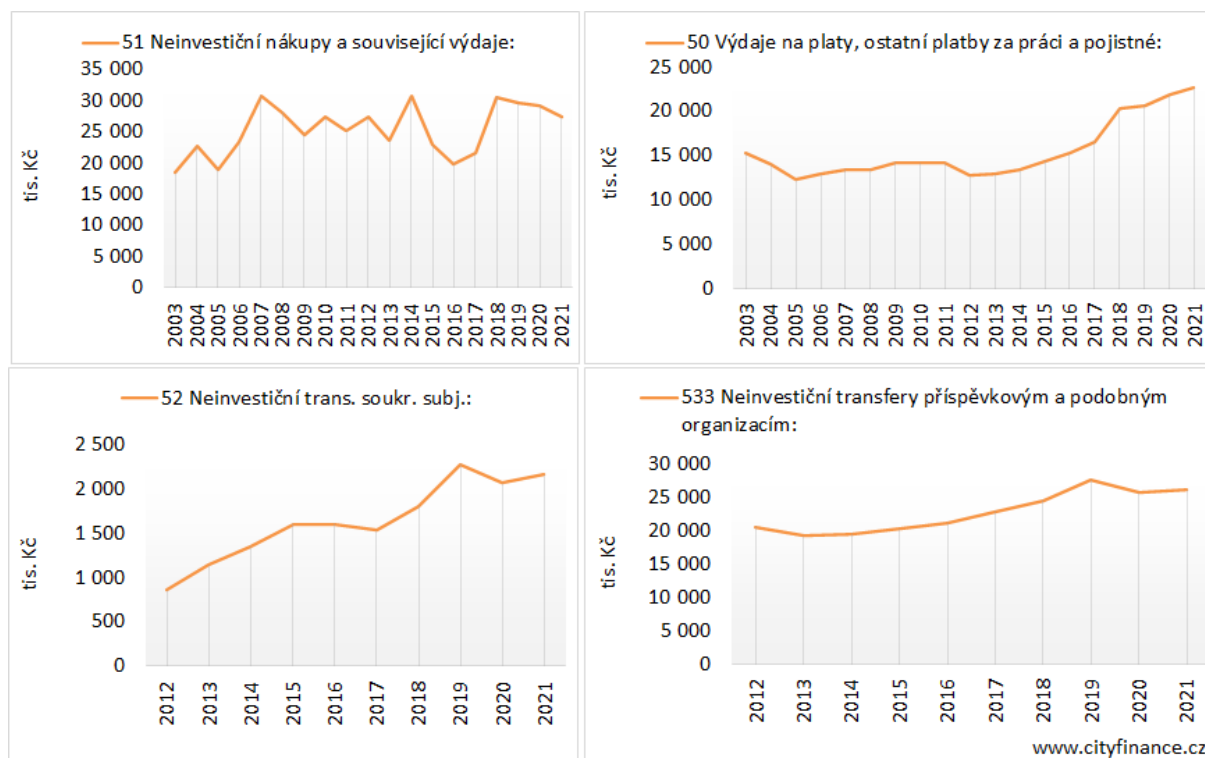 51 Neinvestiční nákupy a související výdaje:
35 000
30 000
25 000
20 000
15 000
10 000
5 000
0
tis. Kč
2003 2004 2005 2006 2007 2008 2009 2010 2011 2012 2013 2014 2015 2016 2017 2018 2019 2020 2021
50 Výdaje na platy, ostatní platby za práci a pojistné:
25 000
20 000
15 000
10 000
5 000
0
tis. Kč
2003 2004 2005 2006 2007 2008 2009 2010 2011 2012 2013 2014 2015 2016 2017 2018 2019 2020 2021
52 Neinvestiční trans. soukr. subj.:
2 500
2 000
1 500
1 000
500
0
tis. Kč
2012 2013 2014 2015 2016 2017 2018 2019 2020 2021
533 Neinvestiční transfery příspěvkovým a podobným
organizacím:
30 000
25 000
20 000
15 000
10 000
5 000
0
tis. Kč
2012 2013 2014 2015 2016 2017 2018 2019 2020 2021
www.cityfinance.cz